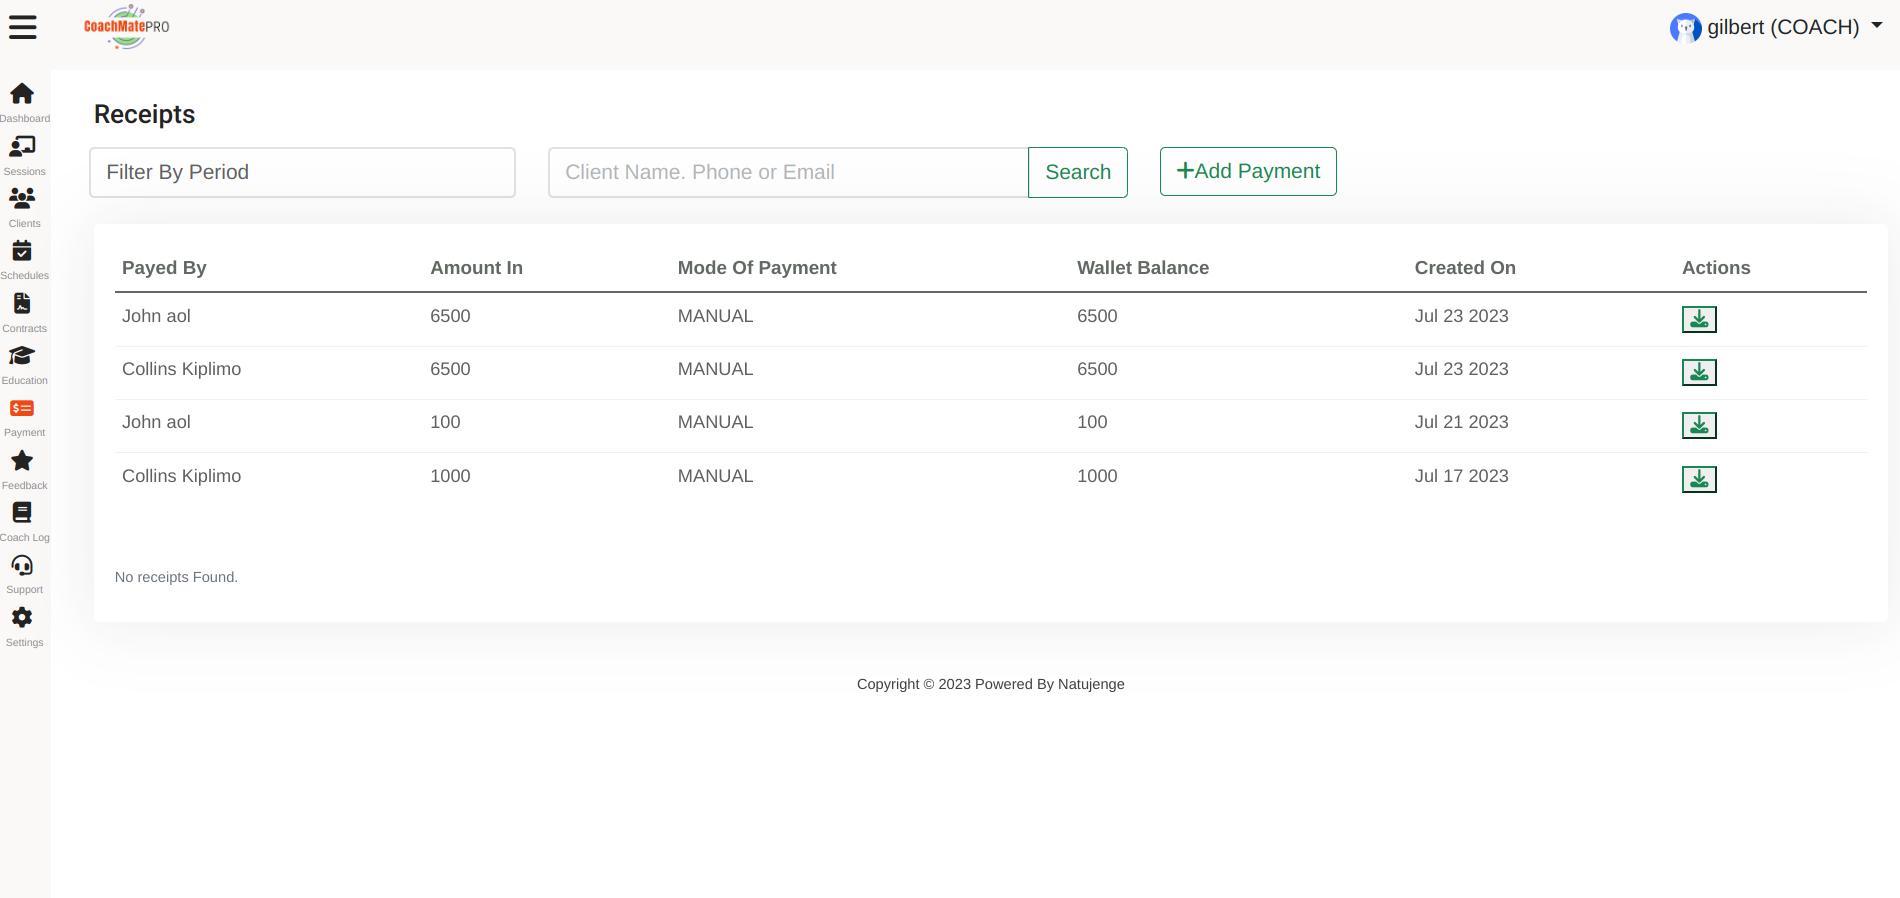 CoachMatePRO
gilbert (COACH)
Dashboard
Sessions
Clients
Schedules
Contracts
Education
Payment
Feedback
Coach Log
Support
Settings
Receipts
Filter By Period
Client Name. Phone or Email
Search
+Add Payment
Payed By Amount In Mode Of Payment Wallet Balance Created On Actions
John aol 6500 MANUAL 6500 Jul 23 2023
Collins Kiplimo 6500 MANUAL 6500 Jul 23 2023
John aol 100 MANUAL 100 Jul 21 2023
Collins Kiplimo 1000 MANUAL 1000 Jul 17 2023
No receipts Found.
Copyright © 2023 Powered By Natujenge